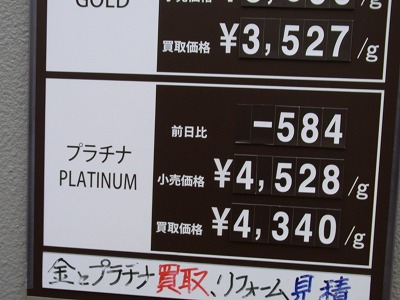 GOLD
買取価格 ¥3,527/g
プラチナ
PLATINUM
前日比 -584
小売価格 ¥4,528/g
買取価格 ¥4,340/g
金とプラチナ買取、リフォーム見積